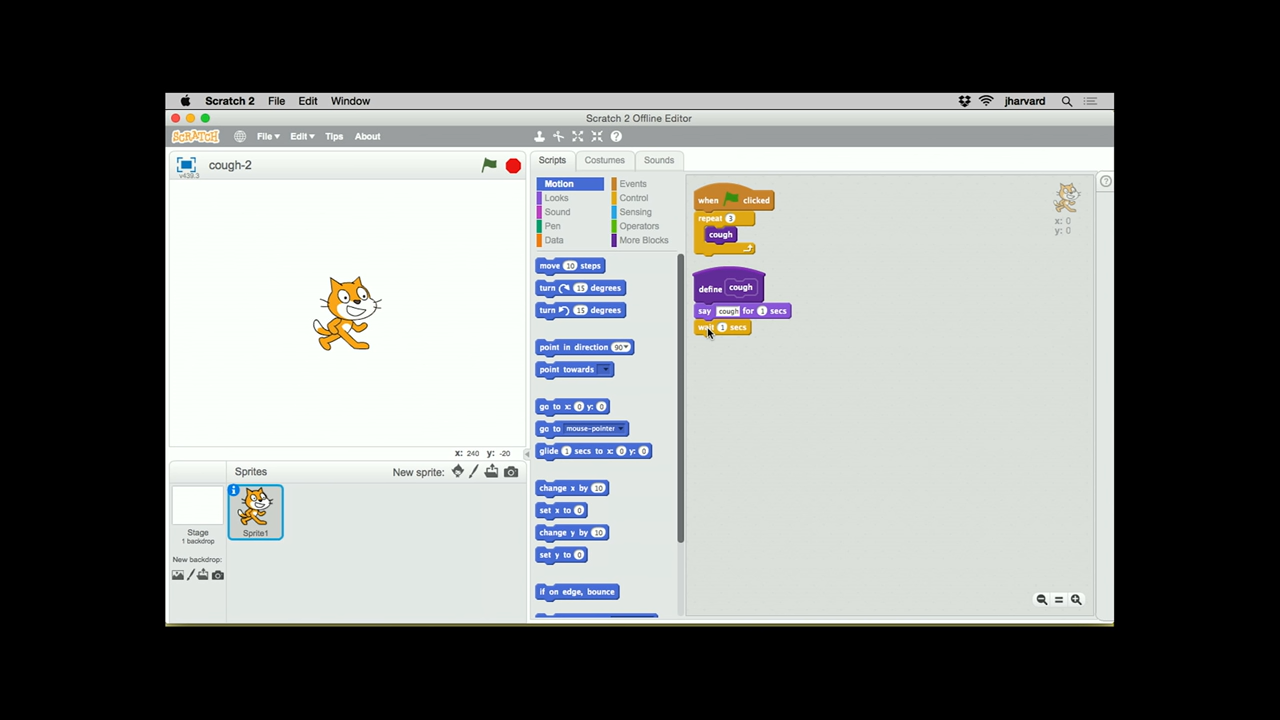 Scratch 2 File Edit Window jharvard
Scratch 2 Offline Editor
SCRATCH File Edit Tips About
cough-2
v439.3
Scripts Costumes Sounds
Motion Events
Looks Control
Sound Sensing
Pen Operators
Data More Blocks
move 10 steps
turn 15 degrees
turn 15 degrees
point in direction 90
point towards
go to x: 0 y: 0
go to mouse-pointer
glide 1 secs to x: 0 y: 0
change x by 10
set x to 0
change y by 10
set y to 0
if on edge, bounce
when clicked
repeat 3
cough
define cough
say cough for 1 secs
wait 1 secs
x: 0
y: 0
x: 240 y: -20
Sprites New sprite:
Stage
1 backdrop
New backdrop:
Sprite1